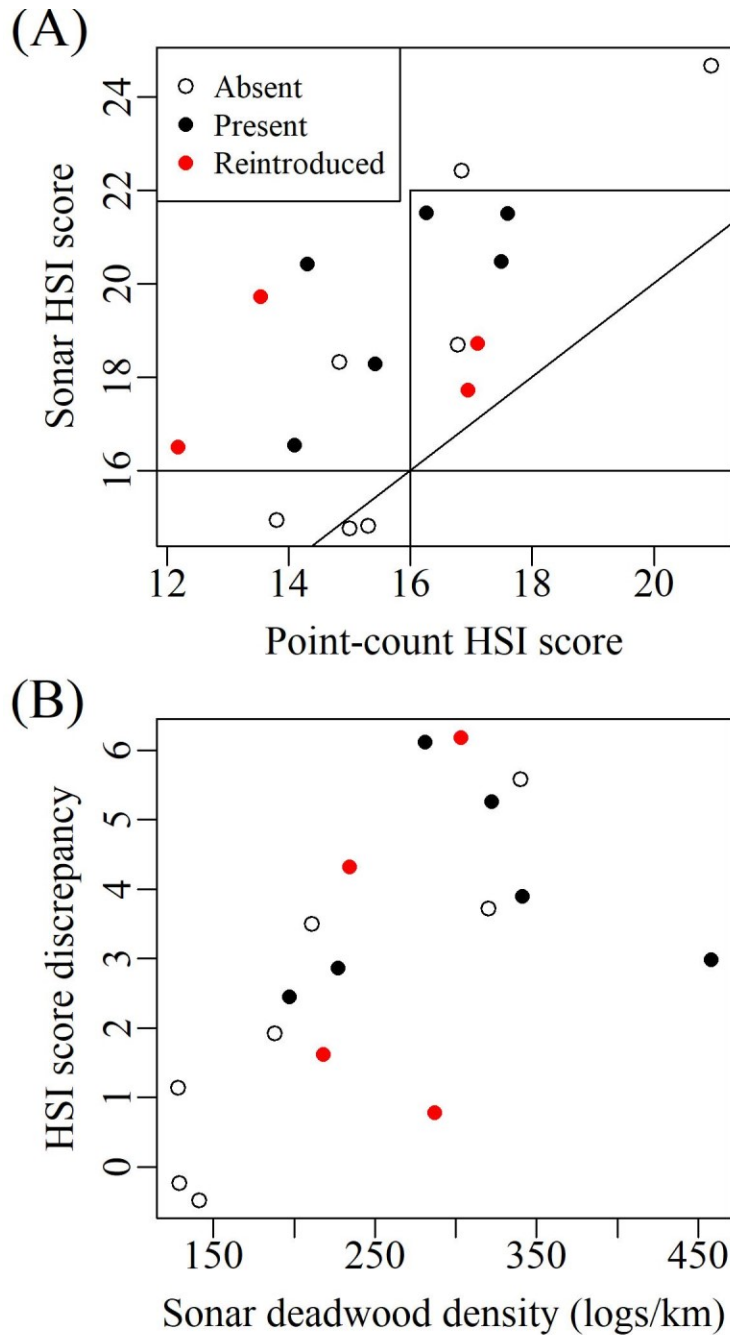 (A)
Absent
Present
Reintroduced
24
22
20
18
16
Sonar HSI score
12 14 16 18 20
Point-count HSI score
(B)
6
5
4
3
2
1
0
HSI score discrepancy
150 250 350 450
Sonar deadwood density (logs/km)